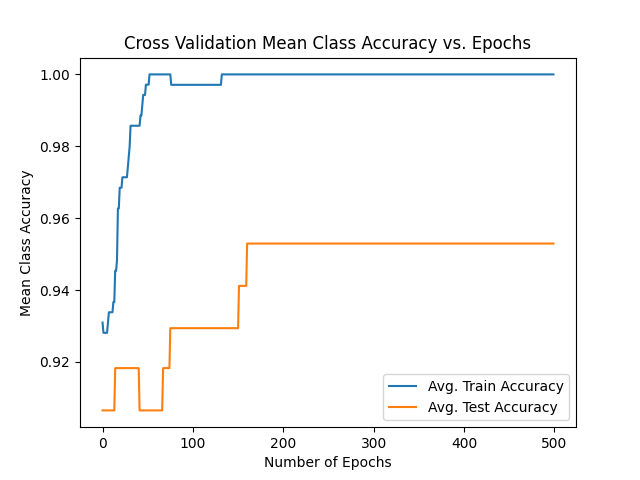 Cross Validation Mean Class Accuracy vs. Epochs
1.00
0.98
0.96
0.94
0.92
Mean Class Accuracy
Avg. Train Accuracy
Avg. Test Accuracy
0 100 200 300 400 500
Number of Epochs